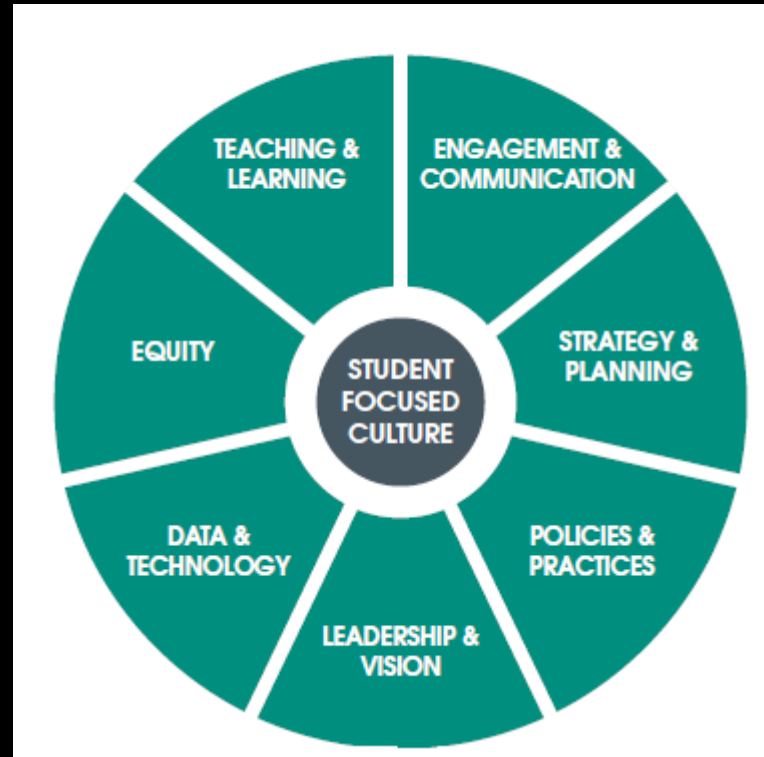 TEACHING &
LEARNING
ENGAGEMENT &
COMMUNICATION
EQUITY
STRATEGY &
PLANNING
STUDENT
FOCUSED
CULTURE
DATA &
TECHNOLOGY
POLICIES &
PRACTICES
LEADERSHIP &
VISION